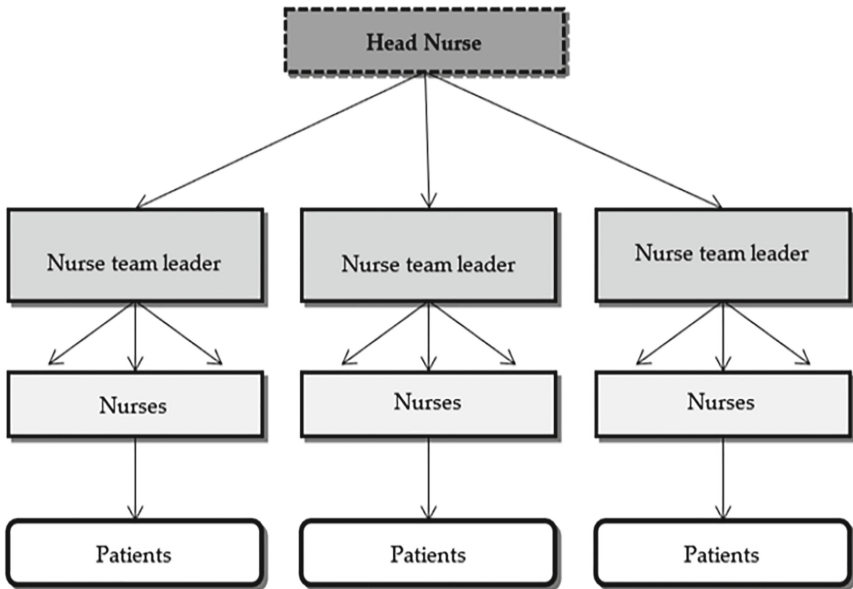 Head Nurse
Nurse team leader
Nurse team leader
Nurse team leader
Nurses
Nurses
Nurses
Patients
Patients
Patients